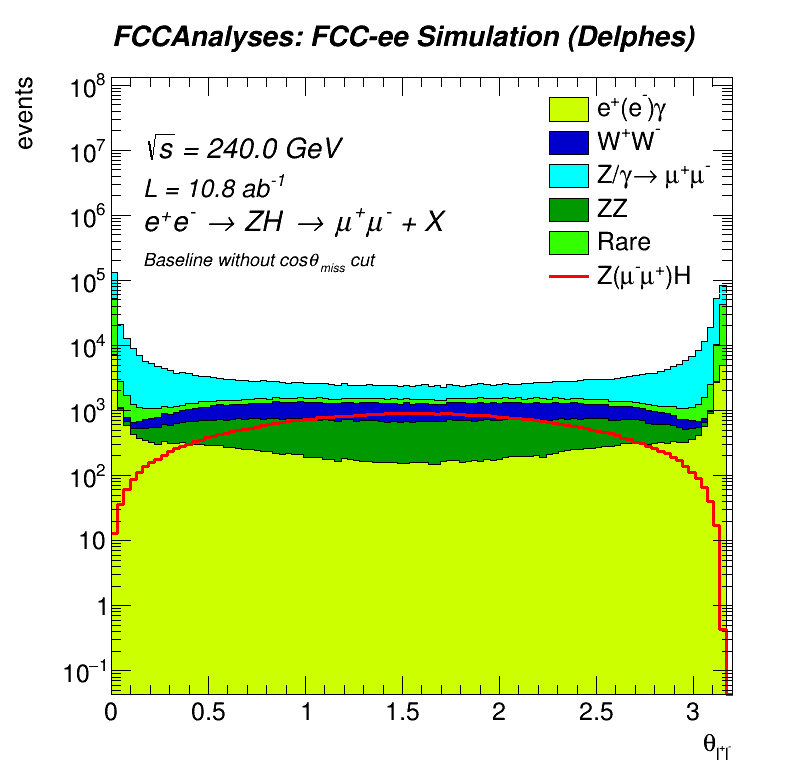 FCCAnalyses: FCC-ee Simulation (Delphes)
events
10⁸
10⁷
10⁶
10⁵
10⁴
10³
10²
10
1
10⁻¹
√s = 240.0 GeV
L = 10.8 ab⁻¹
e⁺e⁻ → ZH → μ⁺μ⁻ + X
Baseline without cosθ_miss cut
e⁺(e⁻)γ
W⁺W⁻
Z/γ→ μ⁺μ⁻
ZZ
Rare
Z(μ⁻μ⁺)H
0 0.5 1 1.5 2 2.5 3
θ_l⁺l⁻